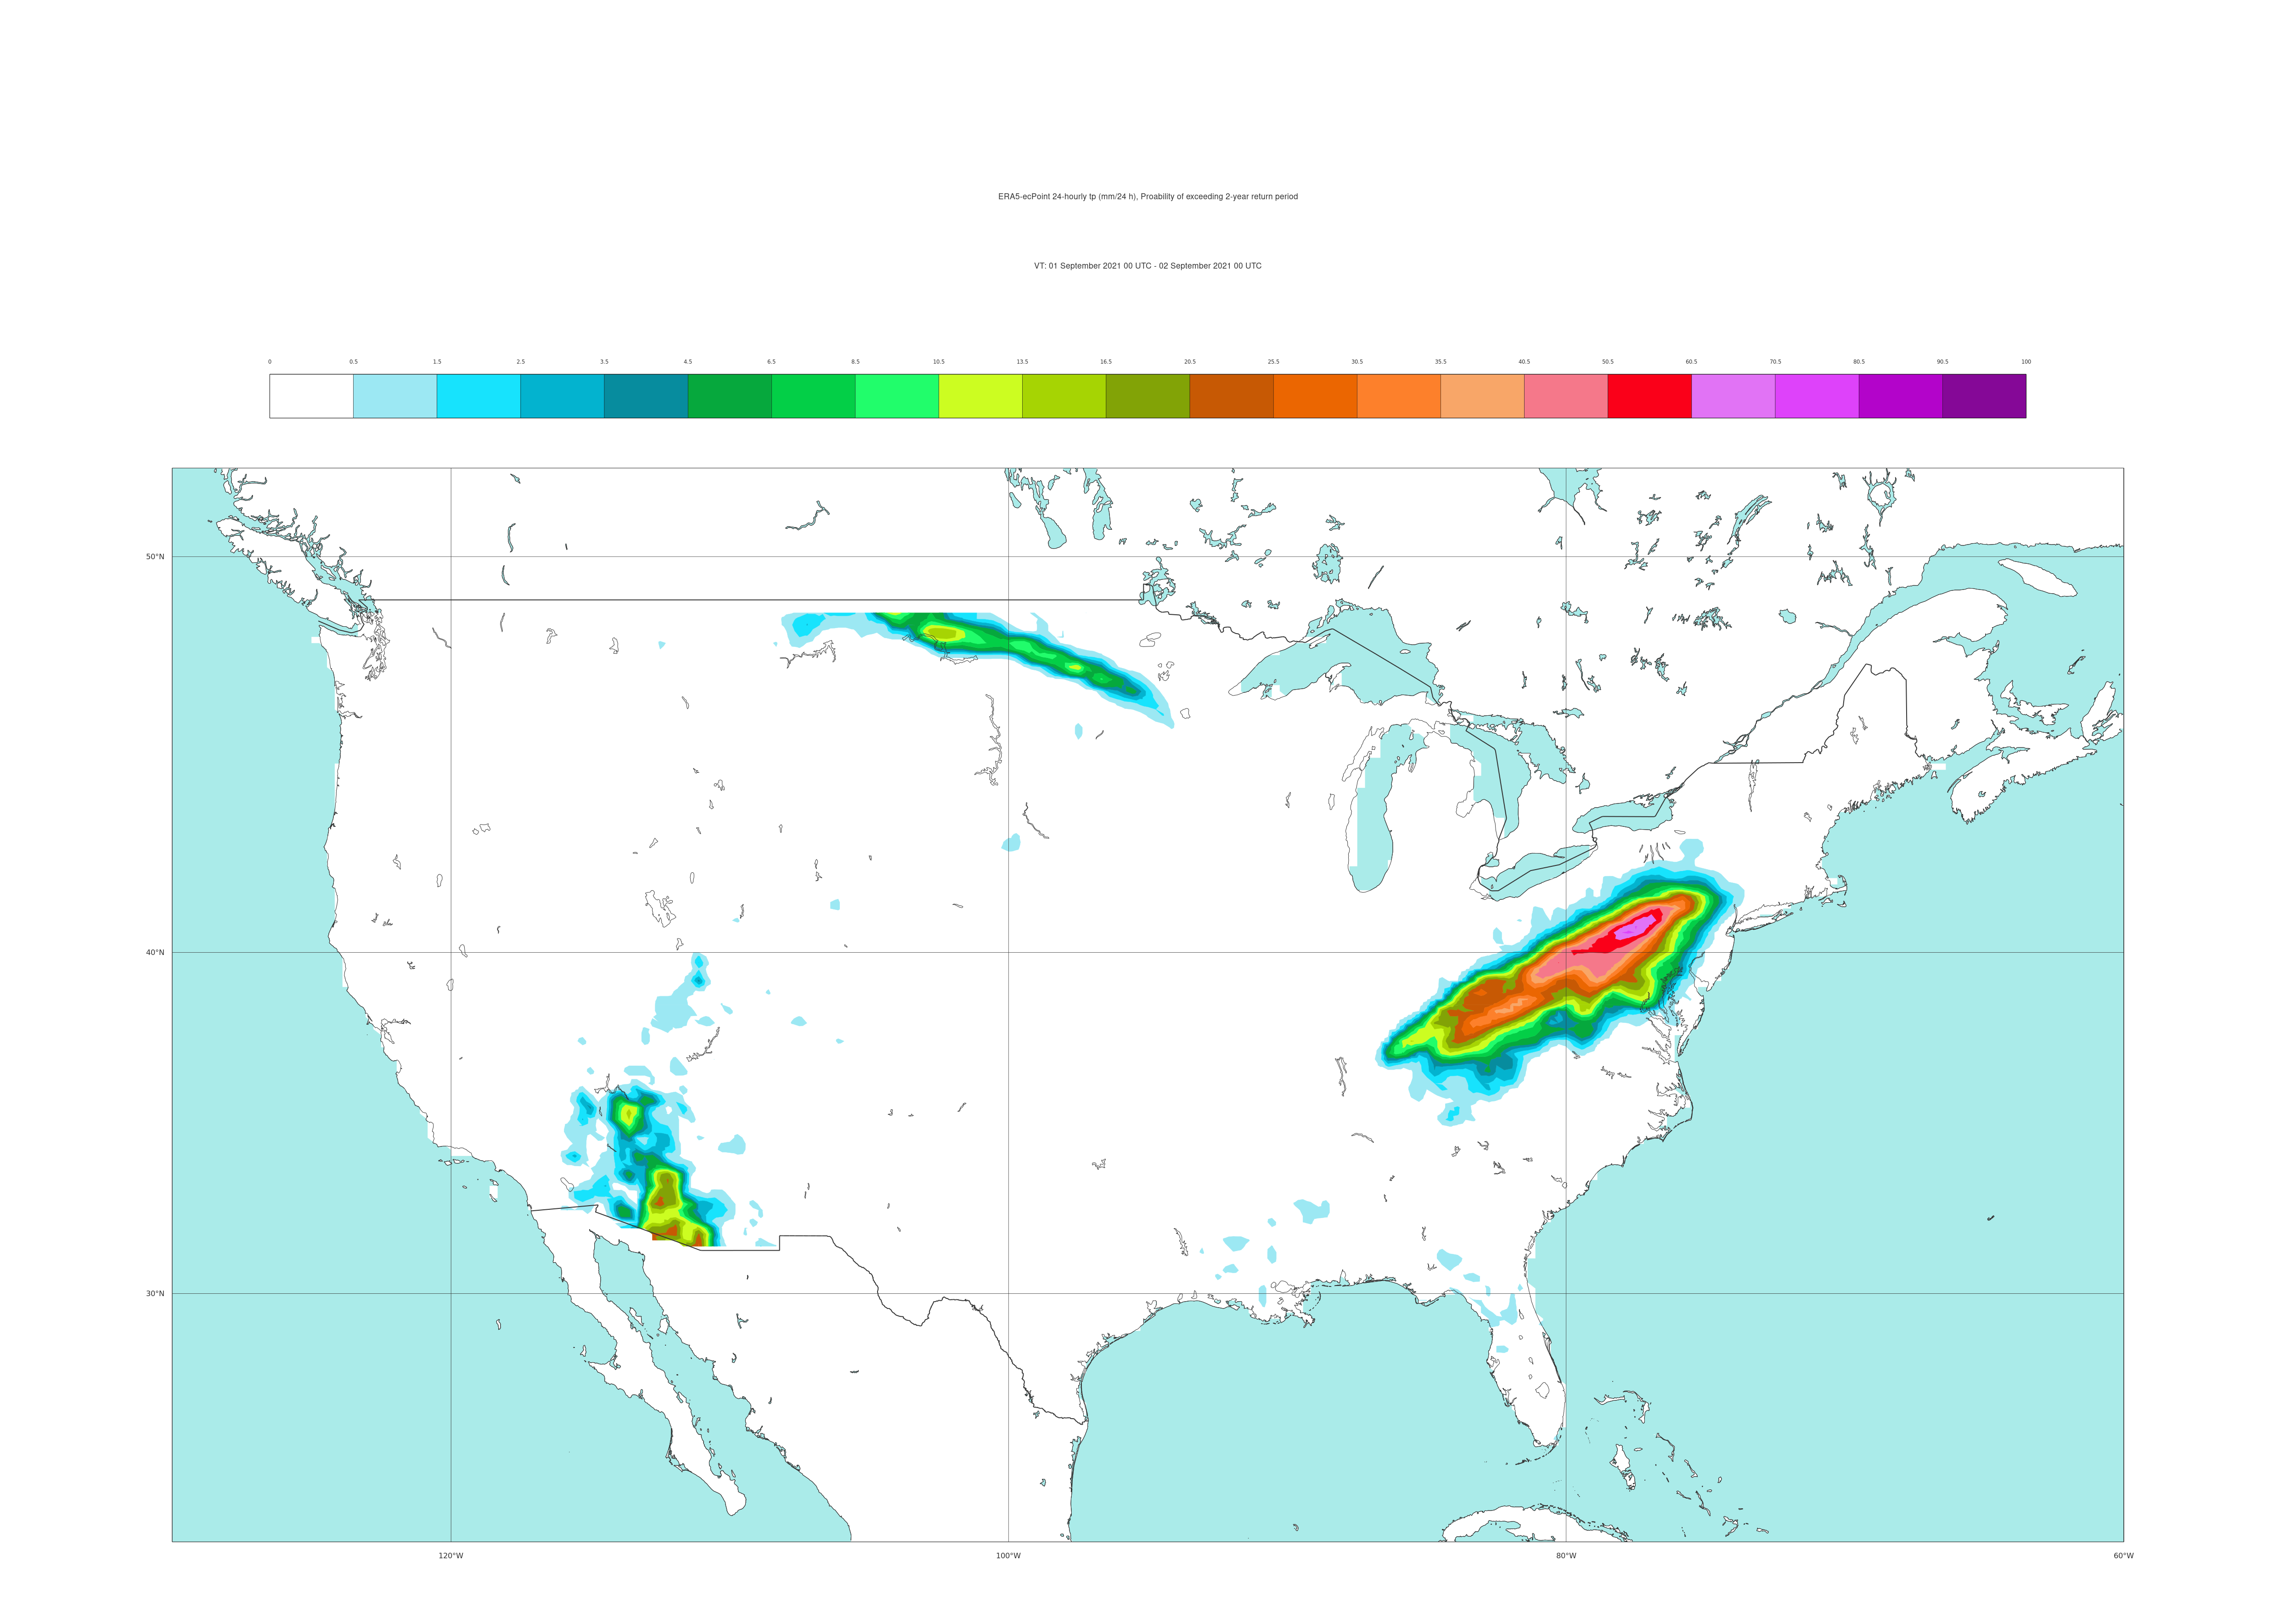 ERA5-ecPoint 24-hourly tp (mm/24 h), Proability of exceeding 2-year return period
VT: 01 September 2021 00 UTC - 02 September 2021 00 UTC
0 0.5 1.5 2.5 3.5 4.5 6.5 8.5 10.5 13.5 16.5 20.5 25.5 30.5 35.5 40.5 50.5 60.5 70.5 80.5 90.5 100
50°N
40°N
30°N
120°W 100°W 80°W 60°W